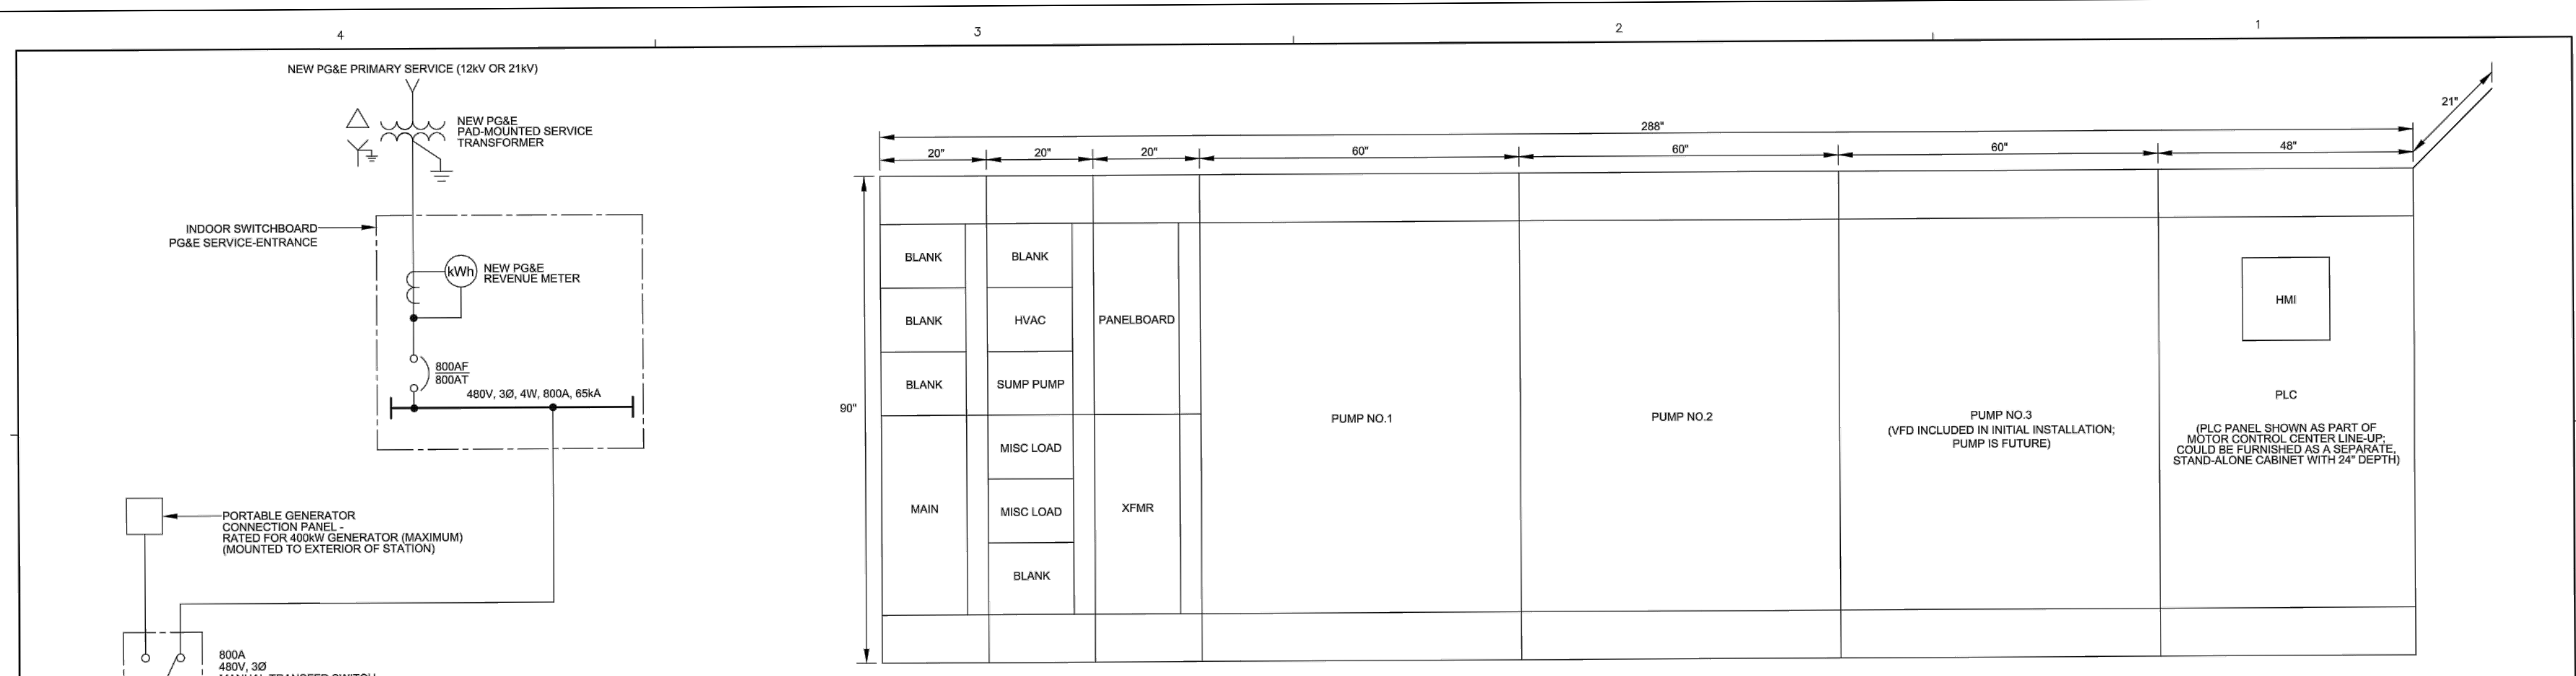 4
3
2
1
NEW PG&E PRIMARY SERVICE (12kV OR 21kV)
NEW PG&E
PAD-MOUNTED SERVICE
TRANSFORMER
INDOOR SWITCHBOARD
PG&E SERVICE-ENTRANCE
kWh
NEW PG&E
REVENUE METER
800AF
800AT
480V, 3Ø, 4W, 800A, 65kA
PORTABLE GENERATOR
CONNECTION PANEL -
RATED FOR 400kW GENERATOR (MAXIMUM)
(MOUNTED TO EXTERIOR OF STATION)
800A
480V, 3Ø
MANUAL TRANSFER SWITCH
21"
288"
20"
20"
20"
60"
60"
60"
48"
90"
BLANK
BLANK
BLANK
MAIN
BLANK
HVAC
SUMP PUMP
MISC LOAD
MISC LOAD
BLANK
PANELBOARD
XFMR
PUMP NO.1
PUMP NO.2
PUMP NO.3
(VFD INCLUDED IN INITIAL INSTALLATION;
PUMP IS FUTURE)
HMI
PLC
(PLC PANEL SHOWN AS PART OF
MOTOR CONTROL CENTER LINE-UP;
COULD BE FURNISHED AS A SEPARATE,
STAND-ALONE CABINET WITH 24" DEPTH)